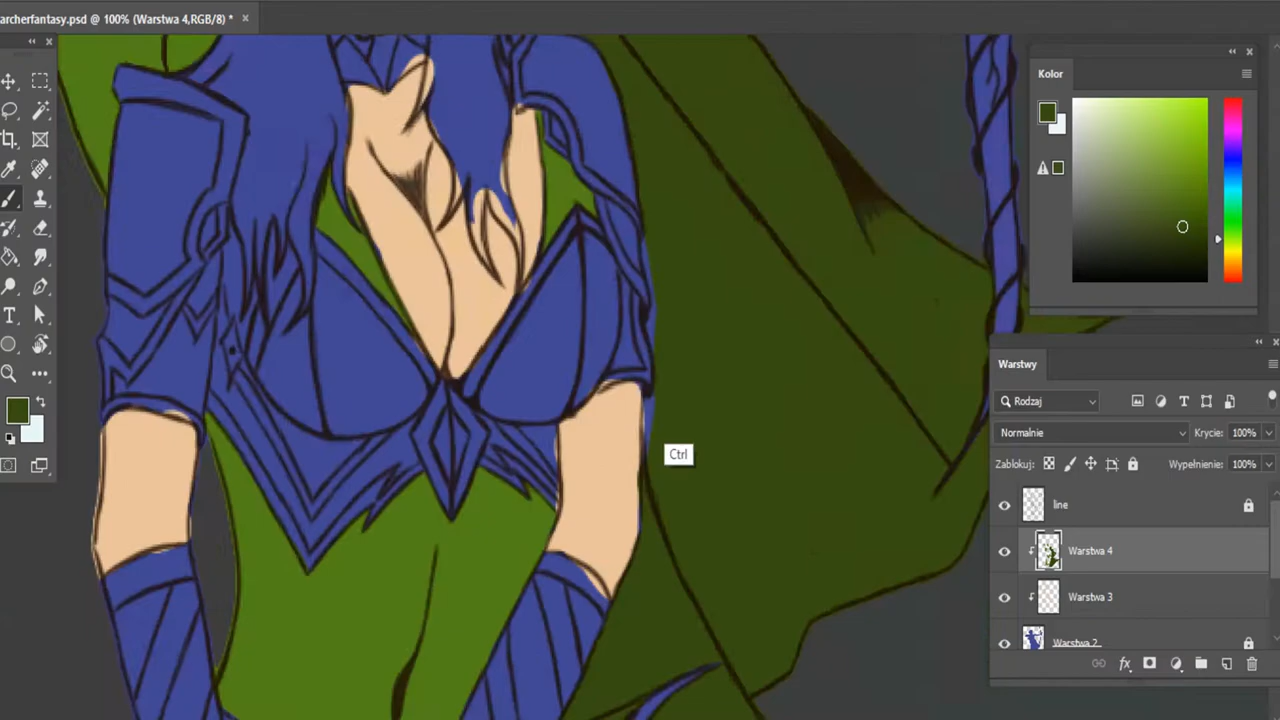 archerfantasy.psd @ 100% (Warstwa 4,RGB/8) *
Kolor
Ctrl
Warstwy
Rodzaj
Normalnie
Krycie: 100%
Zablokuj:
Wypełnienie: 100%
line
Warstwa 4
Warstwa 3
Warstwa 2